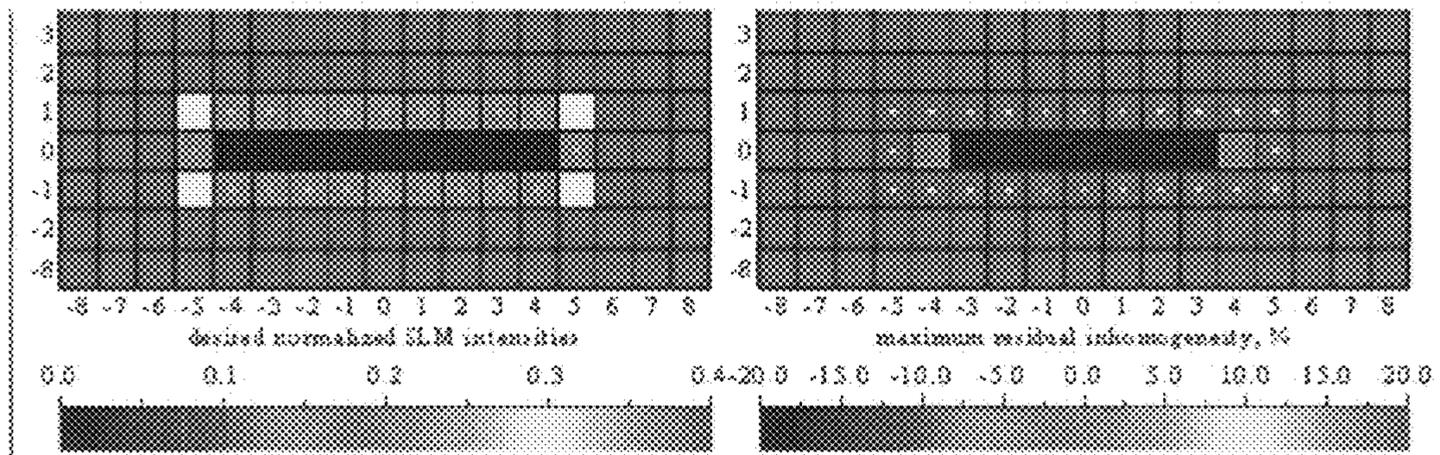 3 3
2 2
1 1
0 0
-1 -1
-2 -2
-3 -3
-8 -7 -6 -5 -4 -3 -2 -1 0 1 2 3 4 5 6 7 8 -8 -7 -6 -5 -4 -3 -2 -1 0 1 2 3 4 5 6 7 8
desired normalized SLM intensities maximum residual inhomogeneity, %
0.0 0.1 0.2 0.3 0.4 -20.0 -15.0 -10.0 -5.0 0.0 5.0 10.0 15.0 20.0